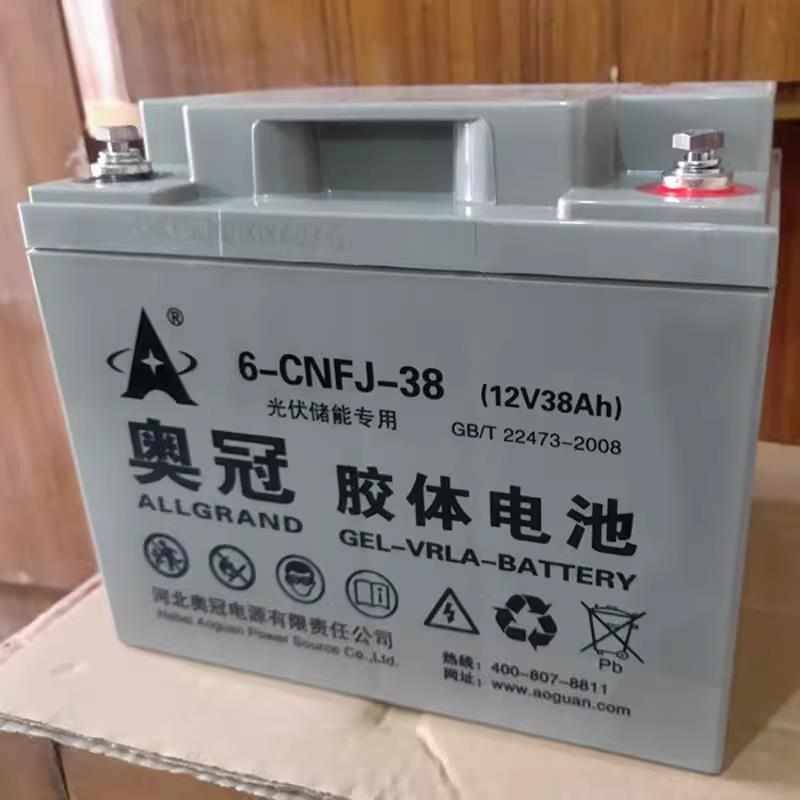 ®
6-CNFJ-38 (12V38Ah)
光伏储能专用 GB/T 22473-2008
奥冠 胶体电池
ALLGRAND GEL-VRLA-BATTERY
河北奥冠电源有限责任公司
Hebei Aoguan Power Source Co.,Ltd.
Pb
热线：400-807-8811
网址：www.aoguan.com